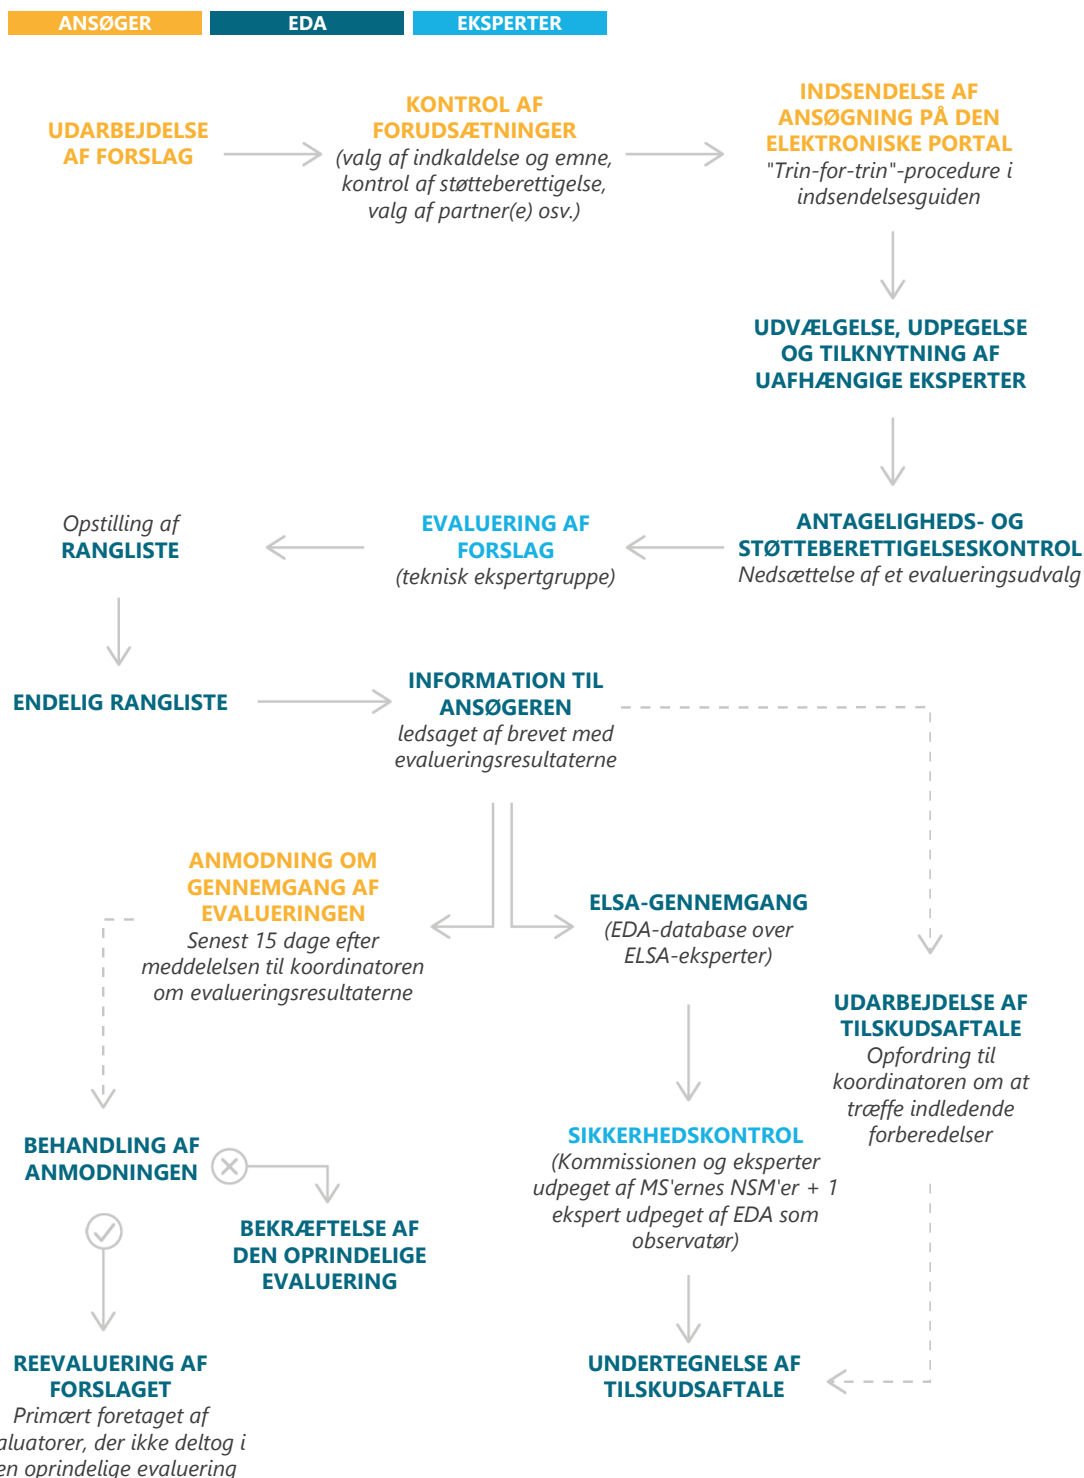 ANSØGER
EDA
EKSPERTER
UDARBEJDELSE
AF FORSLAG
KONTROL AF
FORUDSÆTNINGER
(valg af indkaldelse og emne,
kontrol af støtteberettigelse,
valg af partner(e) osv.)
INDSENDELSE AF
ANSØGNING PÅ DEN
ELEKTRONISKE PORTAL
"Trin-for-trin"-procedure i
indsendelsesguiden
UDVÆLGELSE, UDPEGELSE
OG TILKNYTNING AF
UAFHÆNGIGE EKSPERTER
ANTAGELIGHEDS- OG
STØTTEBERETTIGELSESKONTROL
Nedsættelse af et evalueringsudvalg
EVALUERING AF
FORSLAG
(teknisk ekspertgruppe)
Opstilling af
RANGLISTE
ENDELIG RANGLISTE
INFORMATION TIL
ANSØGEREN
ledsaget af brevet med
evalueringsresultaterne
ANMODNING OM
GENNEMGANG AF
EVALUERINGEN
Senest 15 dage efter
meddelelsen til koordinatoren
om evalueringsresultaterne
ELSA-GENNEMGANG
(EDA-database over
ELSA-eksperter)
UDARBEJDELSE AF
TILSKUDSAFTALE
Opfordring til
koordinatoren om at
træffe indledende
forberedelser
BEHANDLING AF
ANMODNINGEN
BEKRÆFTELSE AF
DEN OPRINDELIGE
EVALUERING
SIKKERHEDSKONTROL
(Kommissionen og eksperter
udpeget af MS'ernes NSM'er + 1
ekspert udpeget af EDA som
observatør)
REEVALUERING AF
FORSLAGET
Primært foretaget af
aluatorer, der ikke deltog i
en oprindelige evaluering
UNDERTEGNELSE AF
TILSKUDSAFTALE